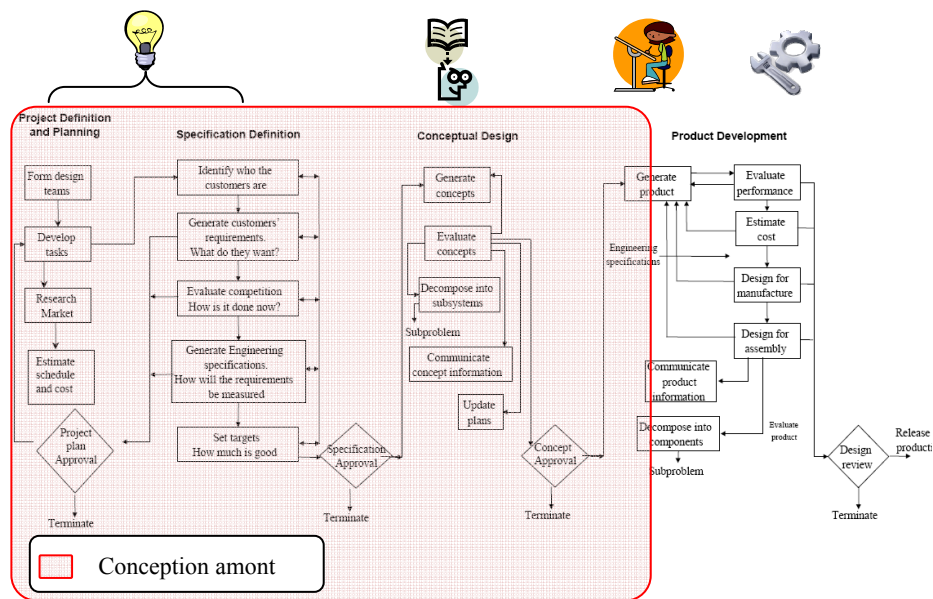 Project Definition
and Planning
Specification Definition
Conceptual Design
Product Development
Form design
teams
Develop
tasks
Research
Market
Estimate
schedule
and cost
Project
plan
Approval
Terminate
Identify who the
customers are
Generate customers'
requirements.
What do they want?
Evaluate competition
How is it done now?
Generate Engineering
specifications.
How will the requirements
be measured
Set targets
How much is good
Specification
Approval
Terminate
Generate
concepts
Evaluate
concepts
Decompose into
subsystems
Subproblem
Communicate
concept information
Update
plans
Concept
Approval
Terminate
Generate
product
Engineering
specifications
Evaluate
performance
Estimate
cost
Design for
manufacture
Design for
assembly
Communicate
product
information
Decompose into
components
Subproblem
Evaluate
product
Design
review
Release
products
Terminate
Conception amont